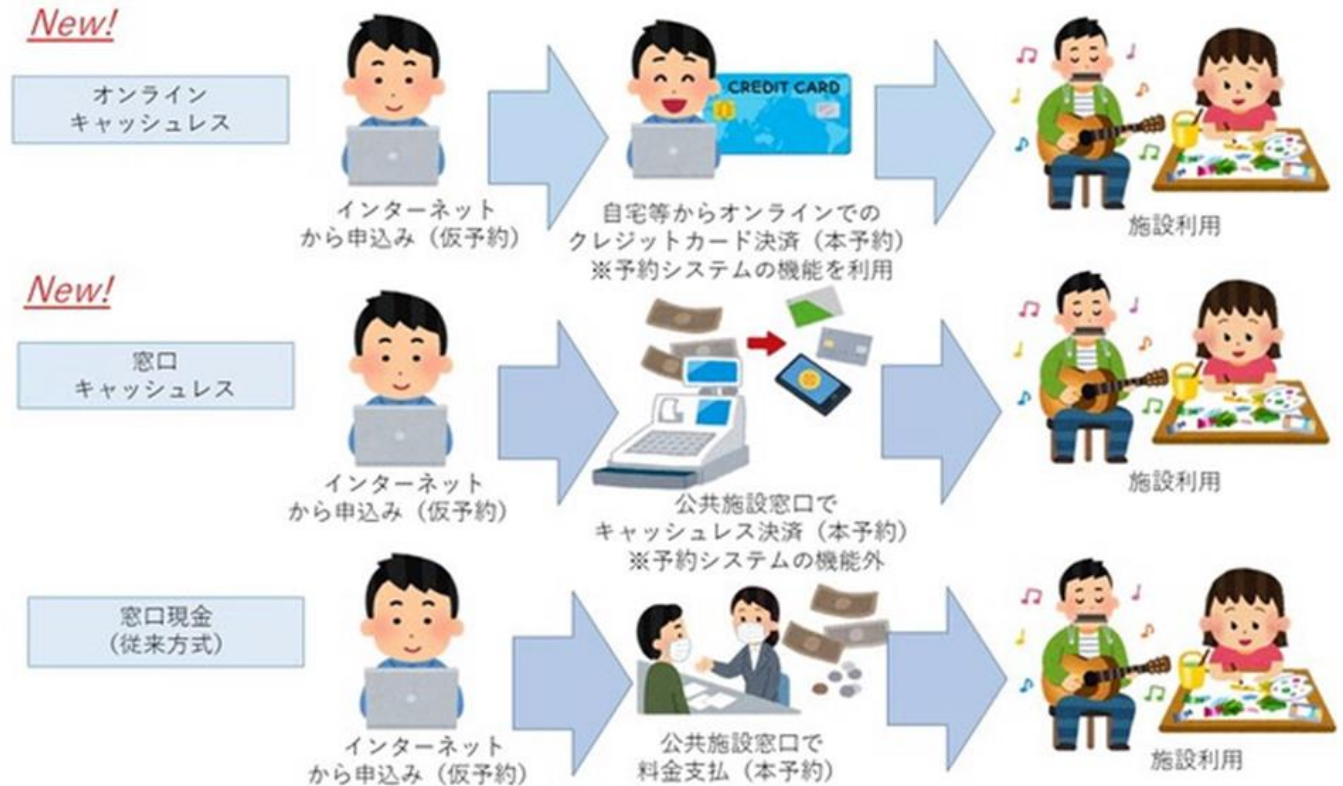 New!
オンライン
キャッシュレス
CREDIT CARD
インターネット
から申込み（仮予約）
自宅等からオンラインでの
クレジットカード決済（本予約）
※予約システムの機能を利用
施設利用
New!
窓口
キャッシュレス
インターネット
から申込み（仮予約）
公共施設窓口で
キャッシュレス決済（本予約）
※予約システムの機能外
施設利用
窓口現金
(従来方式)
インターネット
から申込み（仮予約）
公共施設窓口で
料金支払（本予約）
施設利用